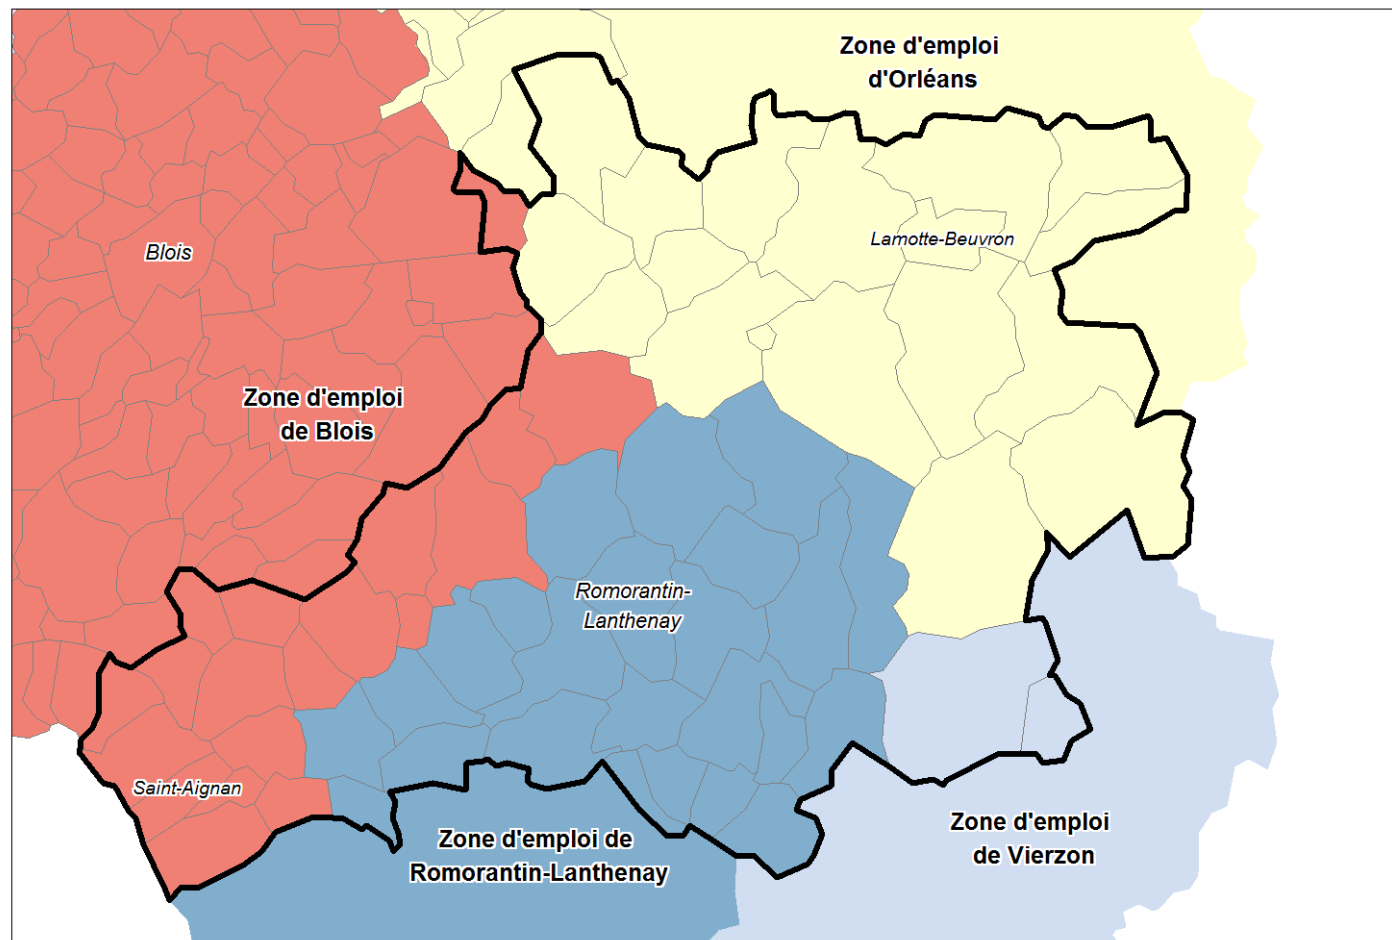 Zone d'emploi
d'Orléans
Blois
Lamotte-Beuvron
Zone d'emploi
de Blois
Romorantin-
Lanthenay
Saint-Aignan
Zone d'emploi de
Romorantin-Lanthenay
Zone d'emploi
de Vierzon